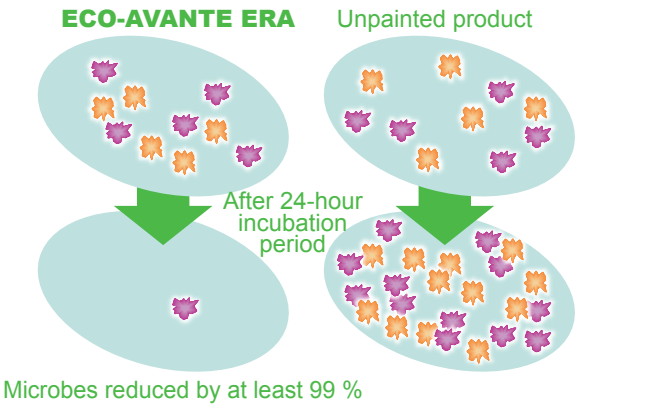 ECO-AVANTE ERA
Unpainted product
After 24-hour
incubation
period
Microbes reduced by at least 99 %